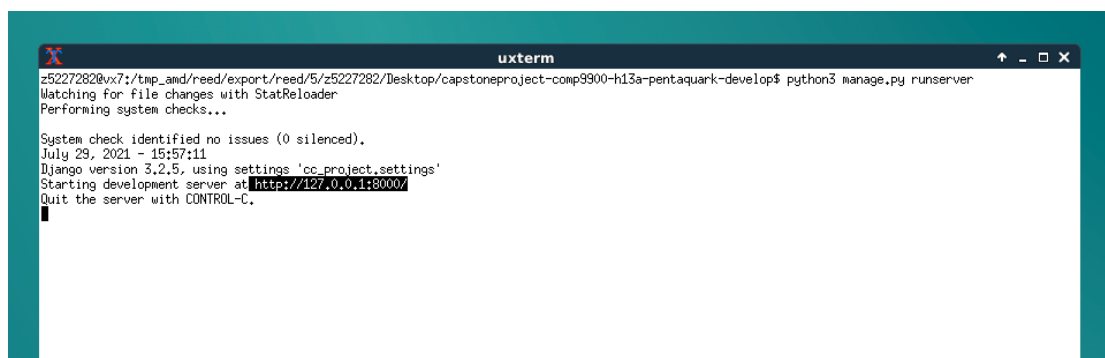 uxterm
z5227282@vx7:/tmp_amd/reed/export/reed/5/z5227282/Desktop/capstoneproject-comp9900-h13a-pentaquark-develop$ python3 manage.py runserver
Watching for file changes with StatReloader
Performing system checks...
System check identified no issues (0 silenced).
July 29, 2021 - 15:57:11
Django version 3.2.5, using settings 'cc_project.settings'
Starting development server at http://127.0.0.1:8000/
Quit the server with CONTROL-C.